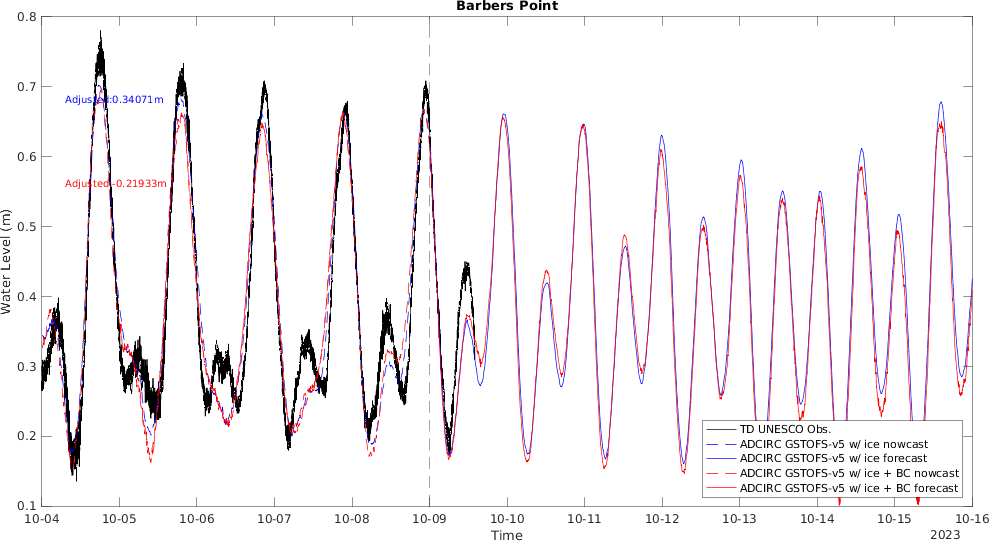 Barbers Point
0.8
0.7
0.6
0.5
0.4
0.3
0.2
0.1
Water Level (m)
Adjusted:0.34071m
Adjusted:-0.21933m
TD UNESCO Obs.
ADCIRC GSTOFS-v5 w/ ice nowcast
ADCIRC GSTOFS-v5 w/ ice forecast
ADCIRC GSTOFS-v5 w/ ice + BC nowcast
ADCIRC GSTOFS-v5 w/ ice + BC forecast
10-04 10-05 10-06 10-07 10-08 10-09 10-10 10-11 10-12 10-13 10-14 10-15 10-16
Time
2023